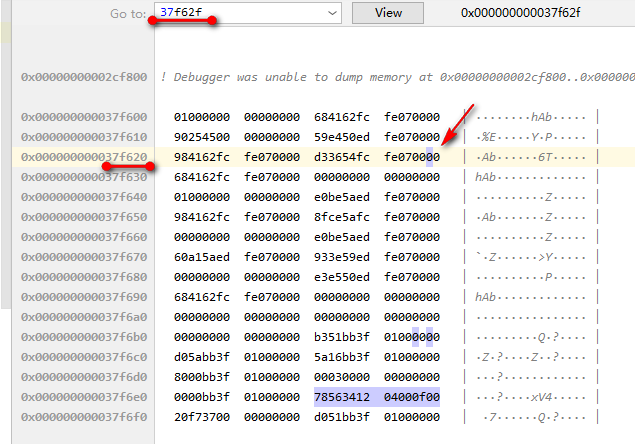 Go to: 37f62f View 0x000000000037f62f
0x00000000002cf800 ! Debugger was unable to dump memory at 0x00000000002cf800..0x0000000
0x000000000037f600 01000000 00000000 684162fc fe070000 | ········hAb····· |
0x000000000037f610 90254500 00000000 59e450ed fe070000 | ·%E·····Y·P····· |
0x000000000037f620 984162fc fe070000 d33654fc fe070000 | ·Ab······6T····· |
0x000000000037f630 684162fc fe070000 00000000 00000000 | hAb············· |
0x000000000037f640 01000000 00000000 e0be5aed fe070000 | ··········Z····· |
0x000000000037f650 984162fc fe070000 8fce5afc fe070000 | ·Ab·······Z····· |
0x000000000037f660 00000000 00000000 e0be5aed fe070000 | ··········Z····· |
0x000000000037f670 60a15aed fe070000 933e59ed fe070000 | `·Z······>Y····· |
0x000000000037f680 00000000 00000000 e3e550ed fe070000 | ··········P····· |
0x000000000037f690 684162fc fe070000 00000000 00000000 | hAb············· |
0x000000000037f6a0 00000000 00000000 00000000 00000000 | ················ |
0x000000000037f6b0 00000000 00000000 b351bb3f 01000000 | ·········Q·?···· |
0x000000000037f6c0 d05abb3f 01000000 5a16bb3f 01000000 | ·Z·?····Z··?···· |
0x000000000037f6d0 8000bb3f 01000000 00030000 00000000 | ···?············ |
0x000000000037f6e0 0000bb3f 01000000 78563412 04000f00 | ···?····xV4····· |
0x000000000037f6f0 20f73700 00000000 d051bb3f 01000000 | ·7······Q·?···· |